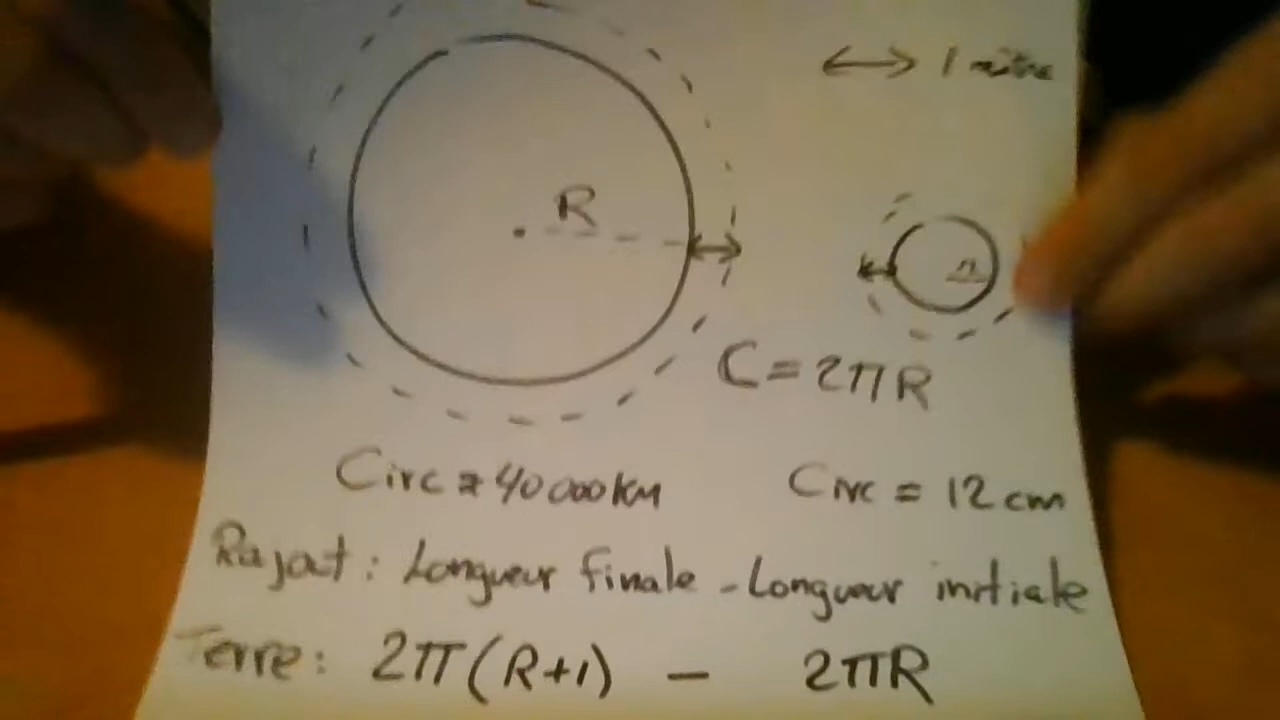 1 mètre
R
r
C = 2πR
Circ ≈ 40 000 km
Circ = 12 cm
Rajout : Longueur finale - Longueur initiale
Terre : 2π(R+1) - 2πR